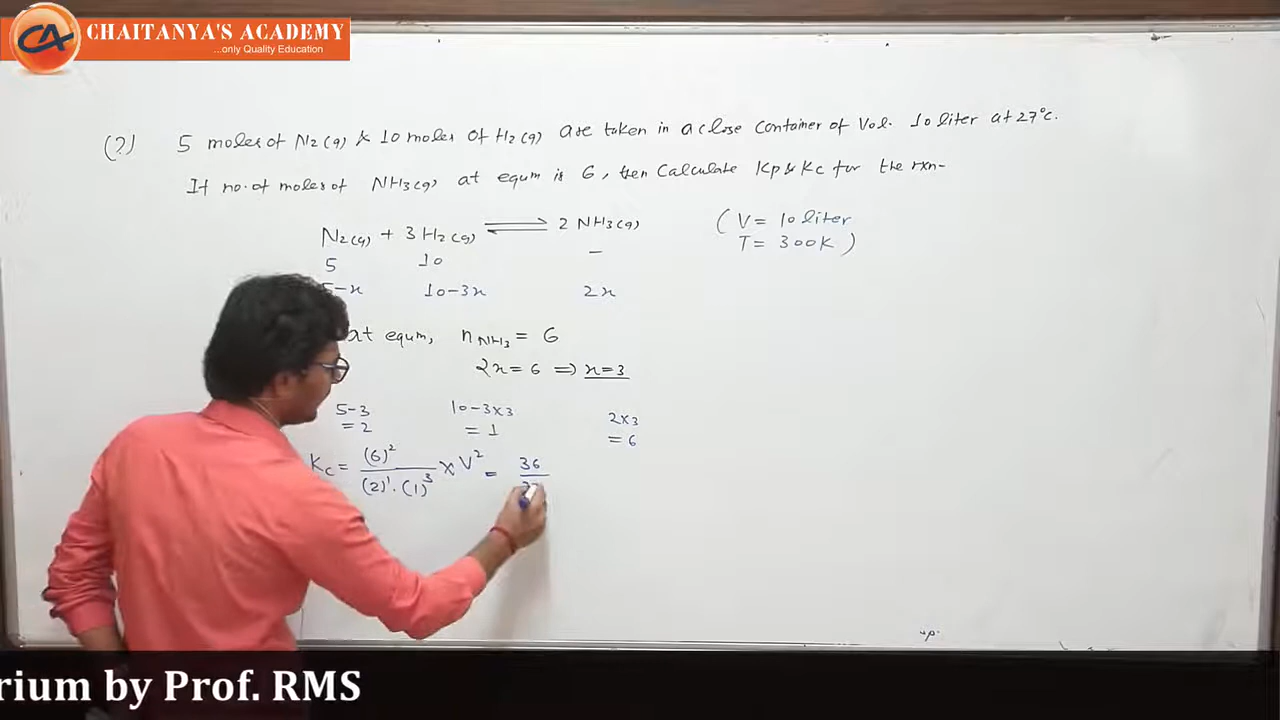 CHAITANYA'S ACADEMY
...only Quality Education
(2) 5 moles of N2(g) & 10 moles of H2(g) are taken in a close container of Vol. 10 liter at 27°C.
If no. of moles of NH3(g) at equm is 6, then Calculate Kp & Kc for the rxn-
N2(g) + 3 H2(g) ⇌ 2 NH3(g) ( V = 10 liter
5 10 – T = 300K )
5-x 10-3x 2x
at equm, nNH3 = 6
2x = 6 ⇒ x = 3
5-3 10-3x3 2x3
= 2 = 1 = 6
Kc = (6)² / (2)¹ . (1)³ x V² = 36
rium by Prof. RMS